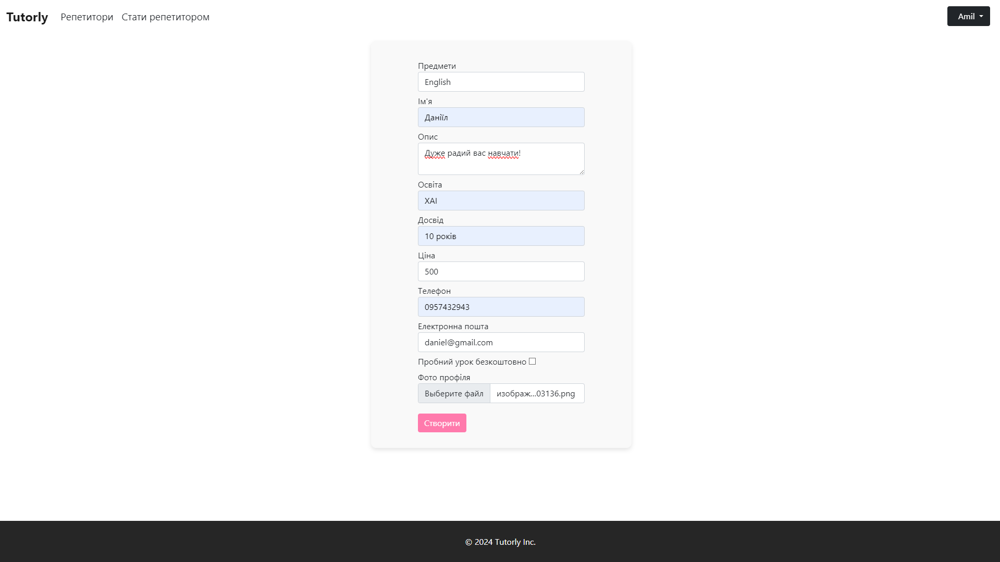 Tutorly Репетитори Стати репетитором Amil
Предмети
English
Ім'я
Даніїл
Опис
Дуже радий вас навчати!
Освіта
ХАІ
Досвід
10 років
Ціна
500
Телефон
0957432943
Електронна пошта
daniel@gmail.com
Пробний урок безкоштовно
Фото профіля
Выберите файл изображ...03136.png
Створити
© 2024 Tutorly Inc.